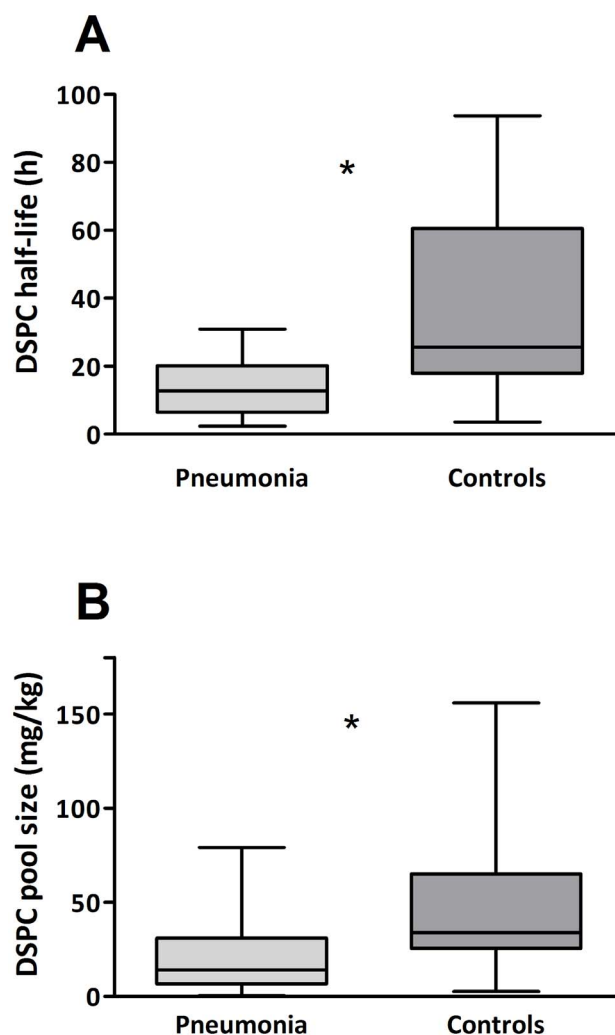 A
DSPC half-life (h)
100
80
60
40
20
0
*
Pneumonia Controls
B
DSPC pool size (mg/kg)
150
100
50
0
*
Pneumonia Controls